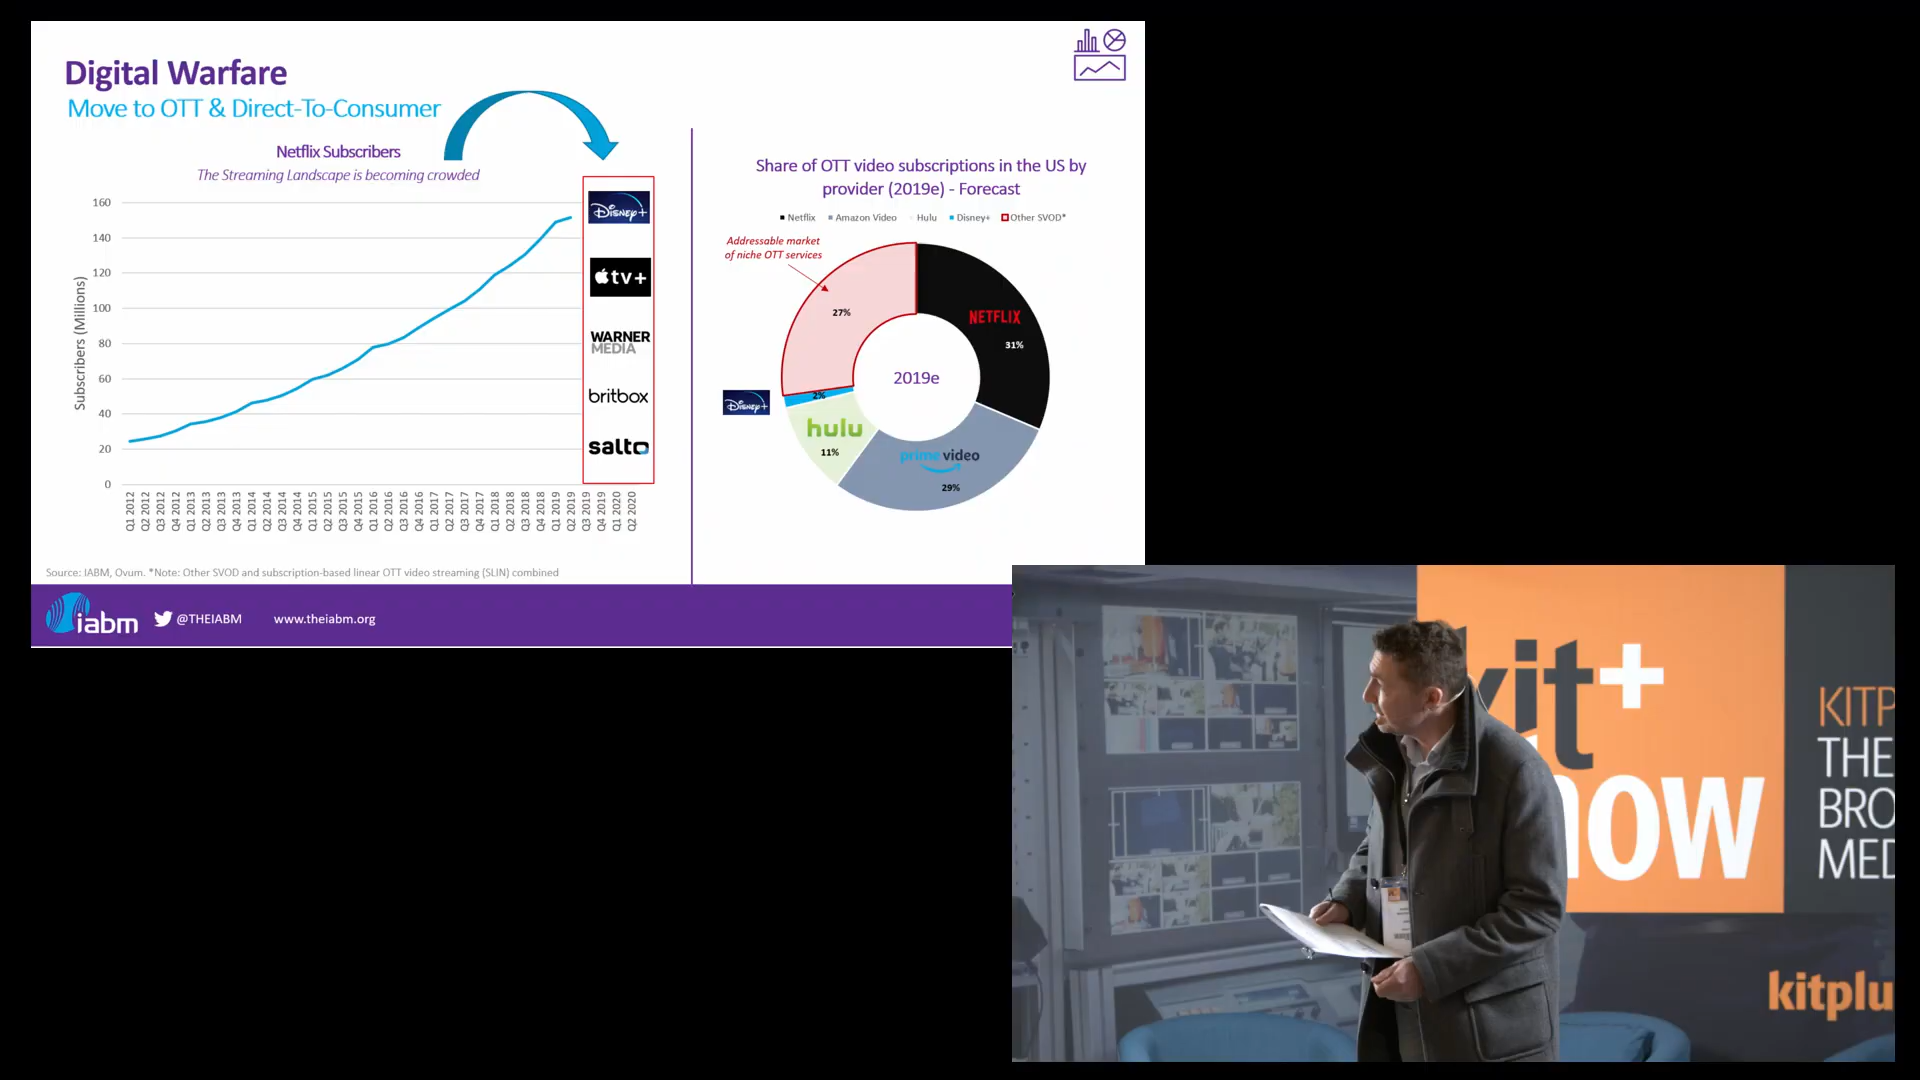 Digital Warfare
Move to OTT & Direct-To-Consumer
Netflix Subscribers
The Streaming Landscape is becoming crowded
Subscribers (Millions)
160
140
120
100
80
60
40
20
0
Q1 2012
Q2 2012
Q3 2012
Q4 2012
Q1 2013
Q2 2013
Q3 2013
Q4 2013
Q1 2014
Q2 2014
Q3 2014
Q4 2014
Q1 2015
Q2 2015
Q3 2015
Q4 2015
Q1 2016
Q2 2016
Q3 2016
Q4 2016
Q1 2017
Q2 2017
Q3 2017
Q4 2017
Q1 2018
Q2 2018
Q3 2018
Q4 2018
Q1 2019
Q2 2019
Q3 2019
Q4 2019
Q1 2020
Q2 2020
Disney+
tv+
WARNER
MEDIA
britbox
salto
Share of OTT video subscriptions in the US by
provider (2019e) - Forecast
Netflix Amazon Video Hulu Disney+ Other SVOD*
Addressable market
of niche OTT services
27%
NETFLIX
31%
2019e
2%
Disney+
hulu
11%
prime video
29%
Source: IABM, Ovum. *Note: Other SVOD and subscription-based linear OTT video streaming (SLIN) combined
iabm @THEIABM www.theiabm.org
kit+
how
KITP
THE
BRO
MED
kitplu